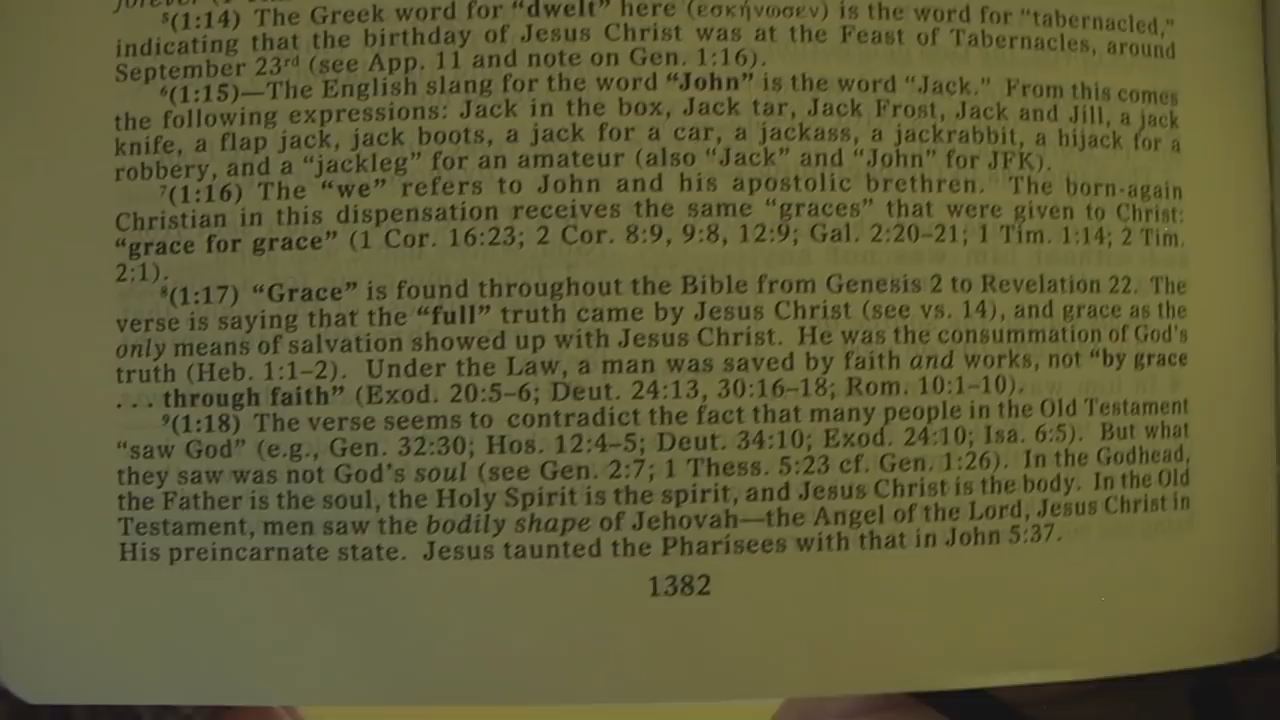 forever
⁵(1:14) The Greek word for “dwelt” here (εσκήνωσεν) is the word for “tabernacled,”
indicating that the birthday of Jesus Christ was at the Feast of Tabernacles, around
September 23rd (see App. 11 and note on Gen. 1:16).
⁶(1:15)—The English slang for the word “John” is the word “Jack.” From this comes
the following expressions: Jack in the box, Jack tar, Jack Frost, Jack and Jill, a jack
knife, a flap jack, jack boots, a jack for a car, a jackass, a jackrabbit, a hijack for a
robbery, and a “jackleg” for an amateur (also “Jack” and “John” for JFK).
⁷(1:16) The “we” refers to John and his apostolic brethren. The born-again
Christian in this dispensation receives the same “graces” that were given to Christ:
“grace for grace” (1 Cor. 16:23; 2 Cor. 8:9, 9:8, 12:9; Gal. 2:20–21; 1 Tim. 1:14; 2 Tim.
2:1).
⁸(1:17) “Grace” is found throughout the Bible from Genesis 2 to Revelation 22. The
verse is saying that the “full” truth came by Jesus Christ (see vs. 14), and grace as the
only means of salvation showed up with Jesus Christ. He was the consummation of God's
truth (Heb. 1:1–2). Under the Law, a man was saved by faith and works, not “by grace
. . . through faith” (Exod. 20:5–6; Deut. 24:13, 30:16–18; Rom. 10:1–10).
⁹(1:18) The verse seems to contradict the fact that many people in the Old Testament
“saw God” (e.g., Gen. 32:30; Hos. 12:4–5; Deut. 34:10; Exod. 24:10; Isa. 6:5). But what
they saw was not God's soul (see Gen. 2:7; 1 Thess. 5:23 cf. Gen. 1:26). In the Godhead,
the Father is the soul, the Holy Spirit is the spirit, and Jesus Christ is the body. In the Old
Testament, men saw the bodily shape of Jehovah—the Angel of the Lord, Jesus Christ in
His preincarnate state. Jesus taunted the Pharisees with that in John 5:37.
1382